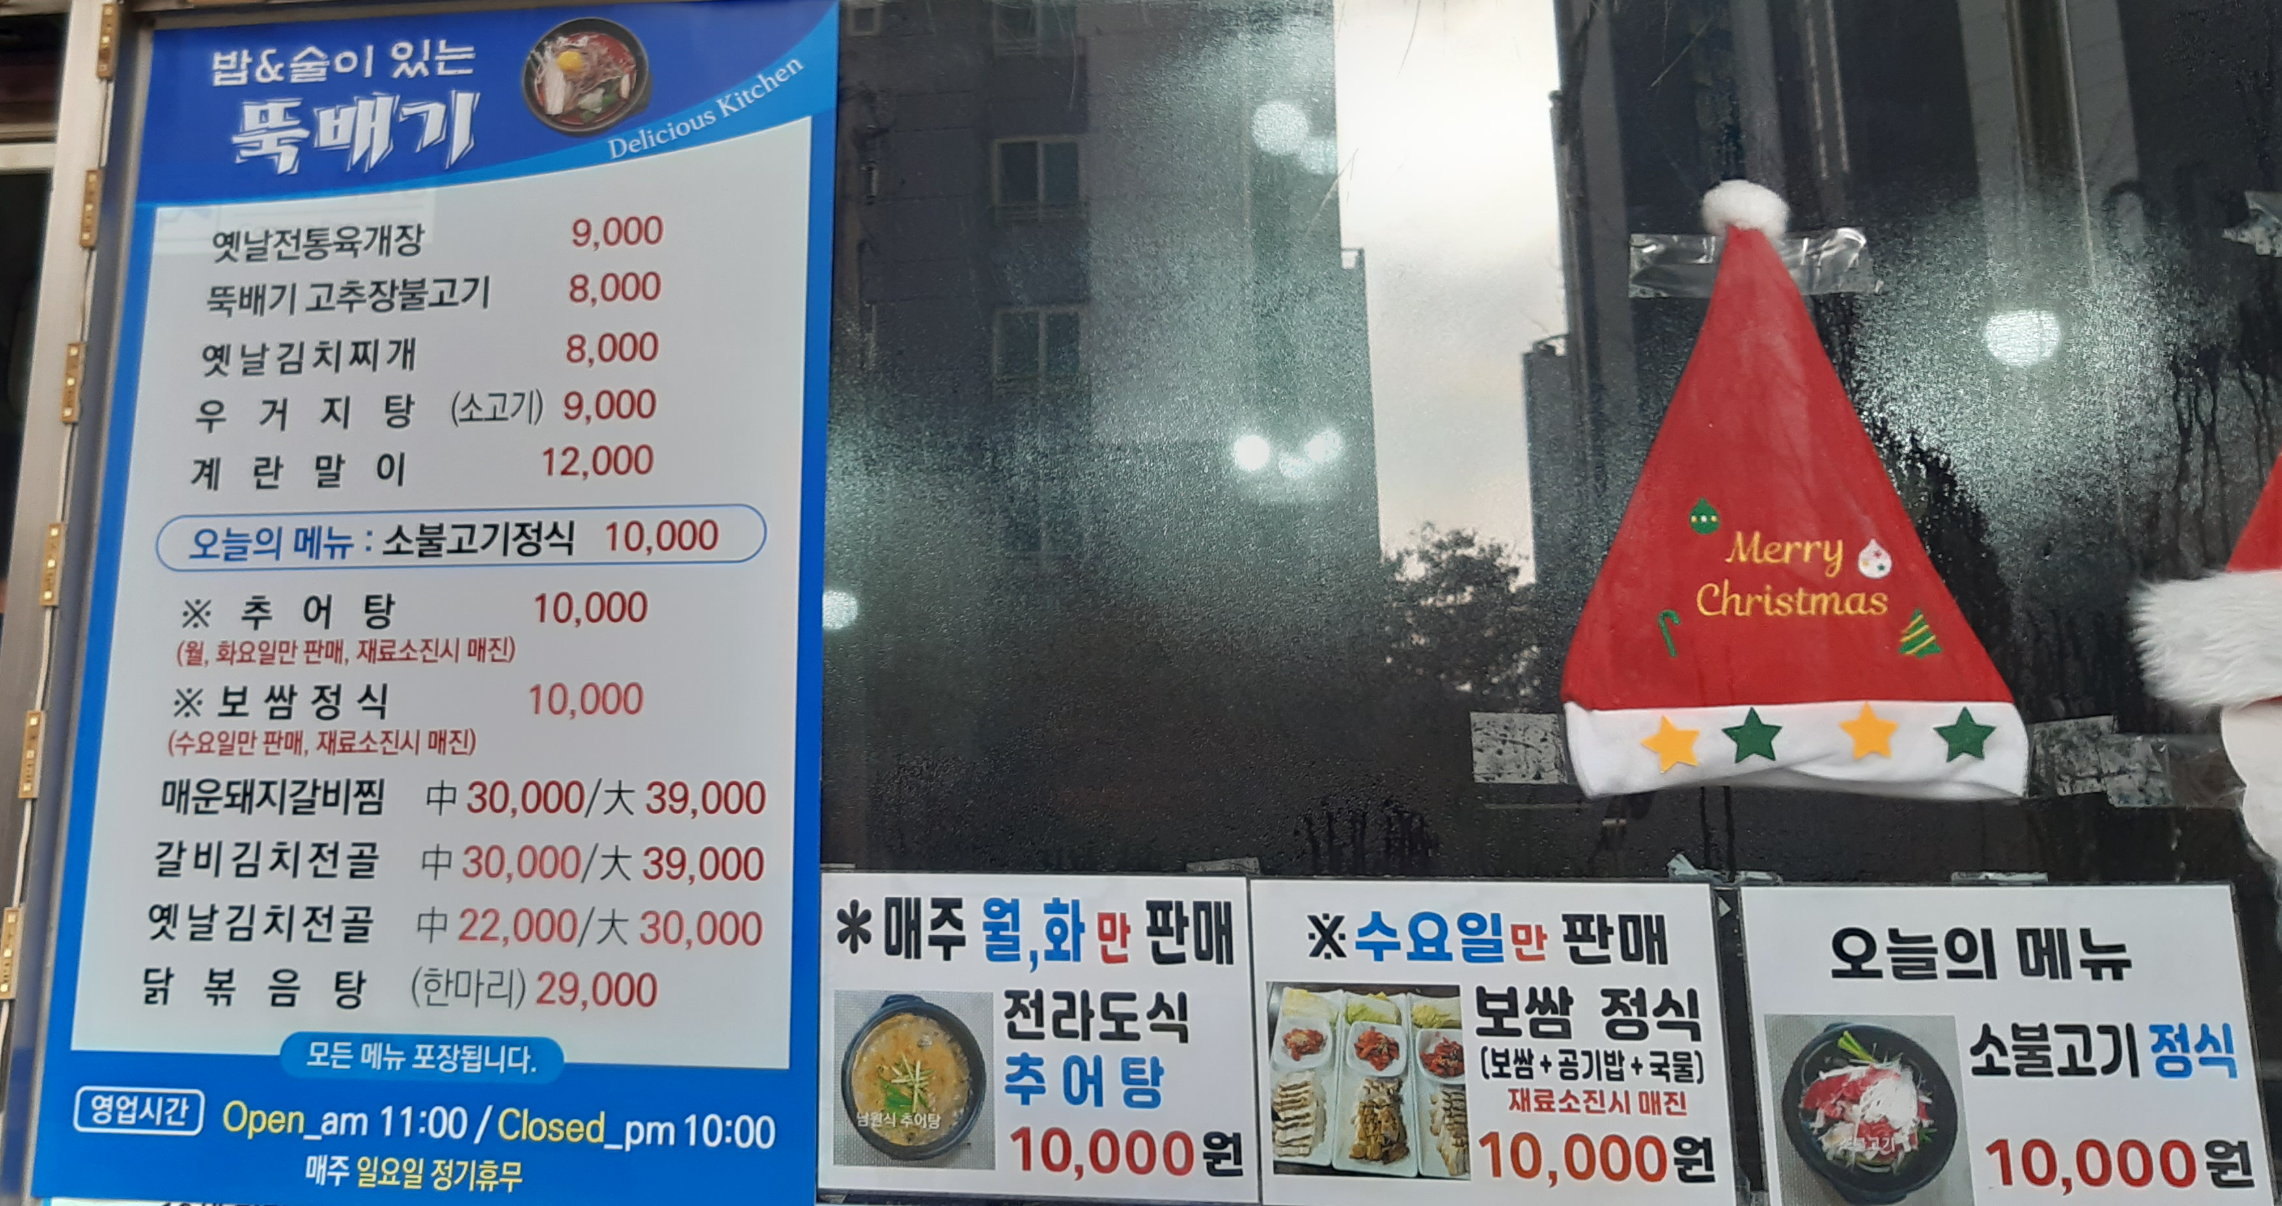 밥&술이 있는
뚝배기
Delicious Kitchen
옛날전통육개장 9,000
뚝배기 고추장불고기 8,000
옛날김치찌개 8,000
우거지탕 (소고기) 9,000
계란말이 12,000
오늘의 메뉴 : 소불고기정식 10,000
※ 추어탕 10,000
(월, 화요일만 판매, 재료소진시 매진)
※ 보쌈정식 10,000
(수요일만 판매, 재료소진시 매진)
매운돼지갈비찜 中 30,000/大 39,000
갈비김치전골 中 30,000/大 39,000
옛날김치전골 中 22,000/大 30,000
닭볶음탕 (한마리) 29,000
모든 메뉴 포장됩니다.
영업시간 Open_am 11:00 / Closed_pm 10:00
매주 일요일 정기휴무
Merry
Christmas
*매주 월,화만 판매
전라도식
추어탕
남원식 추어탕
10,000원
※수요일만 판매
보쌈 정식
(보쌈+공기밥+국물)
재료소진시 매진
10,000원
오늘의 메뉴
소불고기 정식
소불고기
10,000원